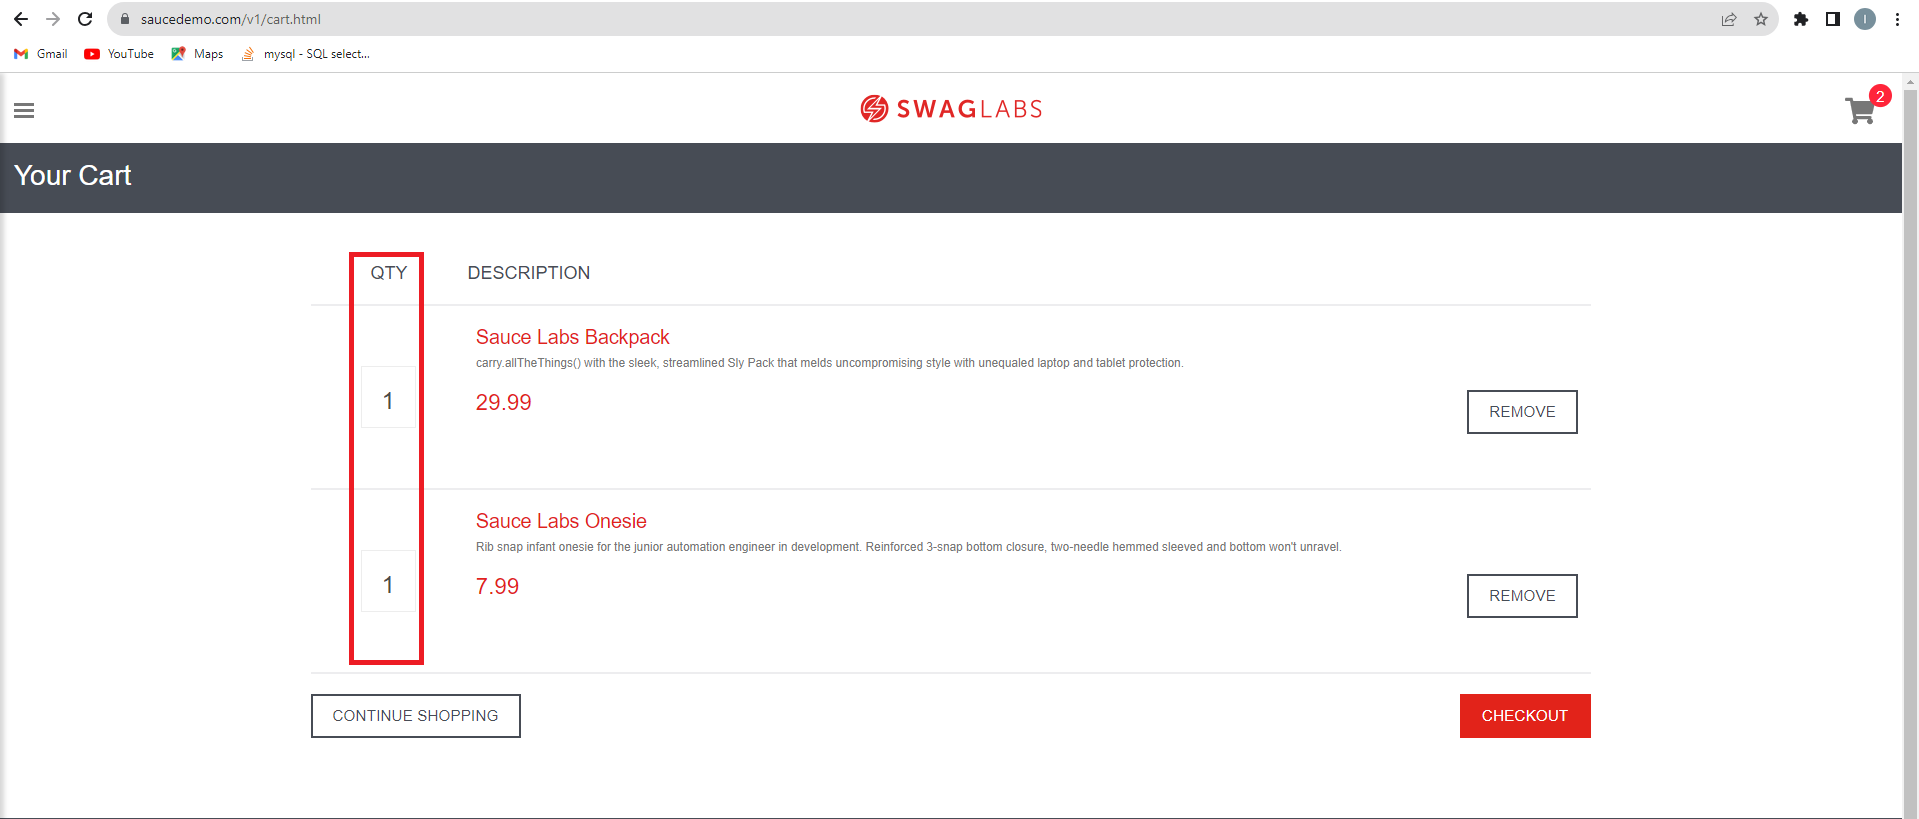 saucedemo.com/v1/cart.html
I
Gmail YouTube Maps mysql - SQL select...
SWAGLABS
2
Your Cart
QTY DESCRIPTION
Sauce Labs Backpack
carry.allTheThings() with the sleek, streamlined Sly Pack that melds uncompromising style with unequaled laptop and tablet protection.
1
29.99
REMOVE
Sauce Labs Onesie
Rib snap infant onesie for the junior automation engineer in development. Reinforced 3-snap bottom closure, two-needle hemmed sleeved and bottom won't unravel.
1
7.99
REMOVE
CONTINUE SHOPPING
CHECKOUT